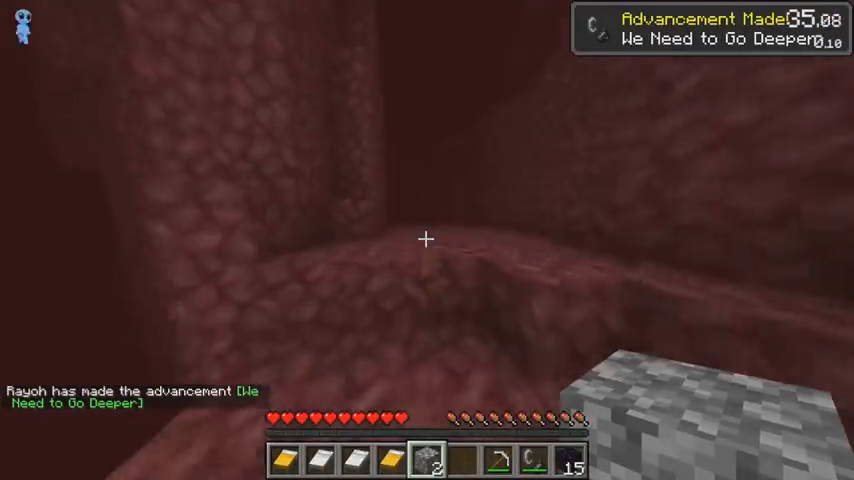 Advancement Made 35.08
We Need to Go Deeper 0.10
Rayoh has made the advancement [We
Need to Go Deeper]
2
15